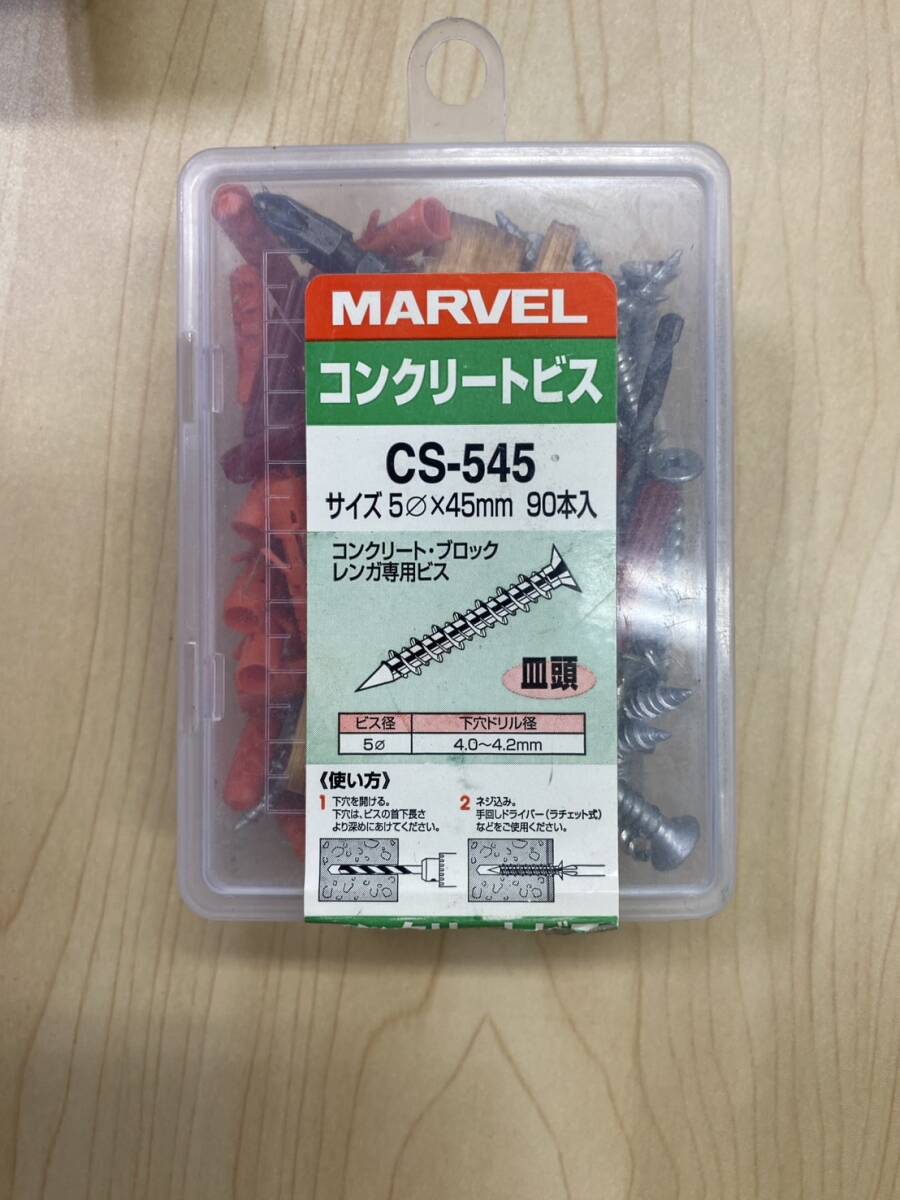 MARVEL
コンクリートビス
CS-545
サイズ 5∅×45mm 90本入
コンクリート・ブロック
レンガ専用ビス
皿頭
ビス径 下穴ドリル径
5∅ 4.0～4.2mm
《使い方》
1 下穴を開ける。
下穴は、ビスの首下長さ
より深めにあけてください。
2 ネジ込み。
手回しドライバー(ラチェット式)
などをご使用ください。